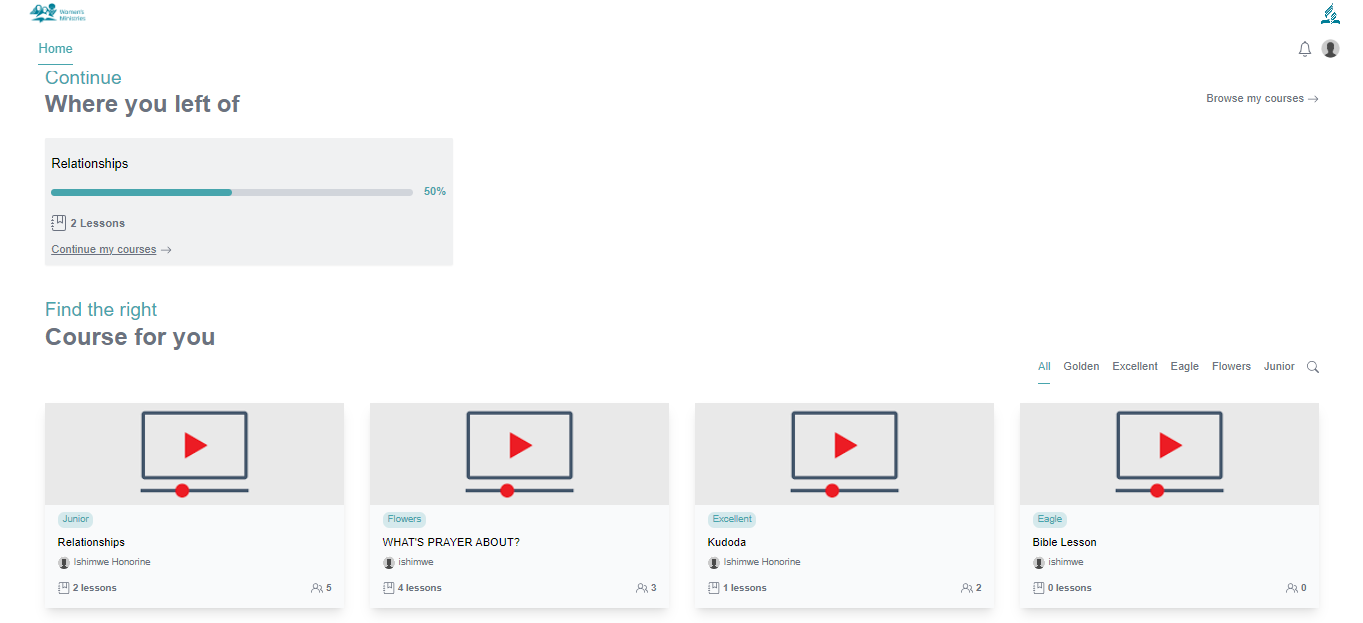 Women's
Ministries
Home
Continue
Where you left of
Browse my courses →
Relationships
50%
2 Lessons
Continue my courses →
Find the right
Course for you
All Golden Excellent Eagle Flowers Junior
Junior
Relationships
Ishimwe Honorine
2 lessons 5
Flowers
WHAT'S PRAYER ABOUT?
ishimwe
4 lessons 3
Excellent
Kudoda
Ishimwe Honorine
1 lessons 2
Eagle
Bible Lesson
ishimwe
0 lessons 0